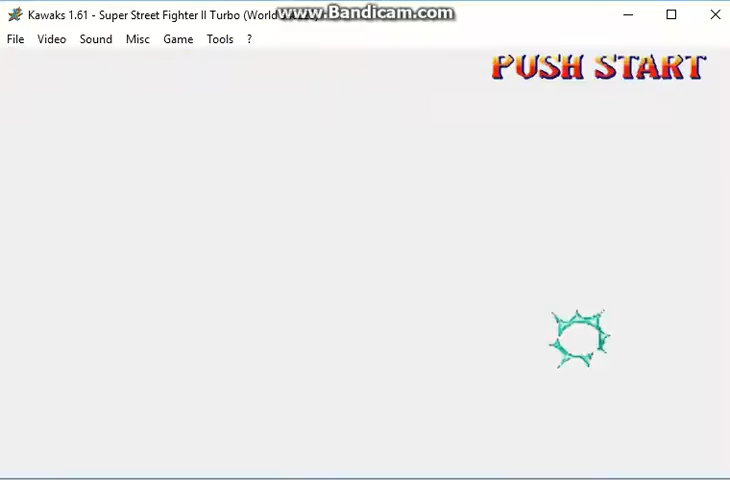 Kawaks 1.61 - Super Street Fighter II Turbo (World
www.Bandicam.com
File Video Sound Misc Game Tools ?
PUSH START